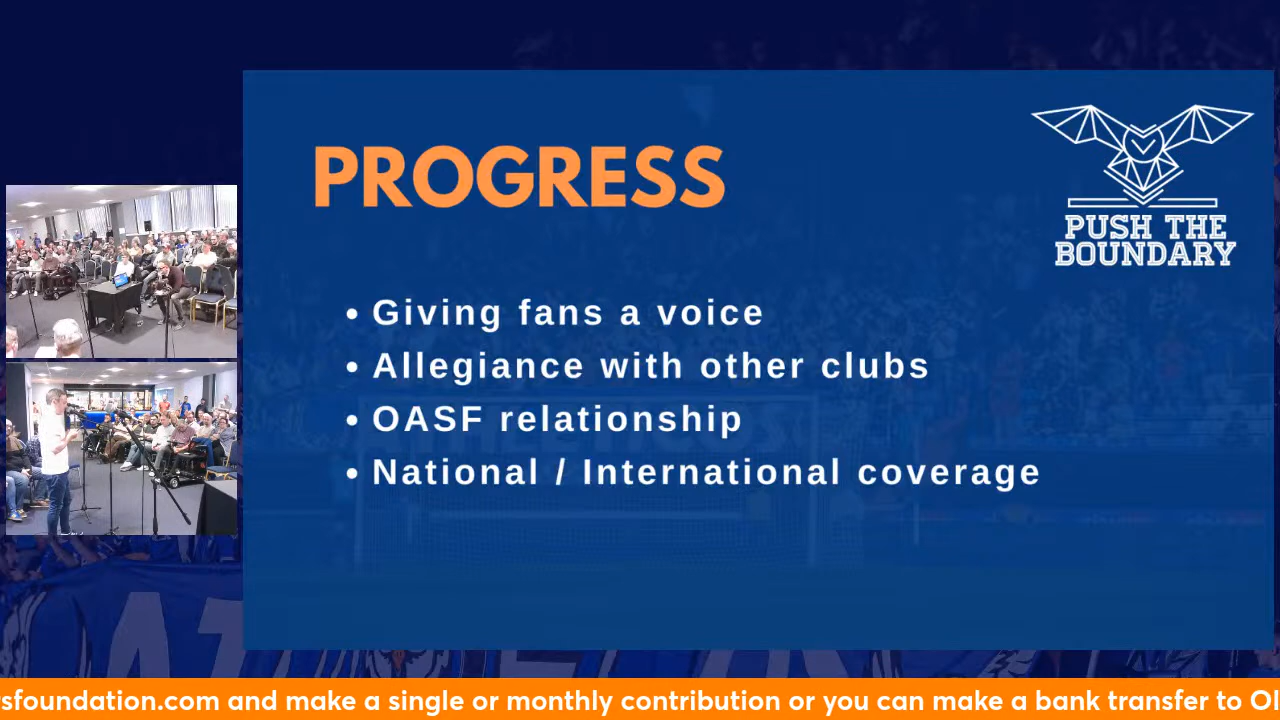 PROGRESS
PUSH THE
BOUNDARY
• Giving fans a voice
• Allegiance with other clubs
• OASF relationship
• National / International coverage
sfoundation.com and make a single or monthly contribution or you can make a bank transfer to